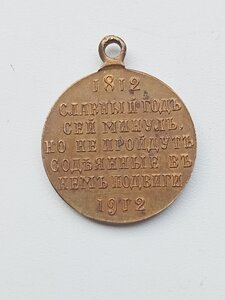 1812
СЛАВНЫЙ ГОДЪ
СЕЙ МИНУЛЪ,
НО НЕ ПРОЙДУТЪ
СОДѢЯННЫЕ ВЪ
НЕМЪ ПОДВИГИ
1912